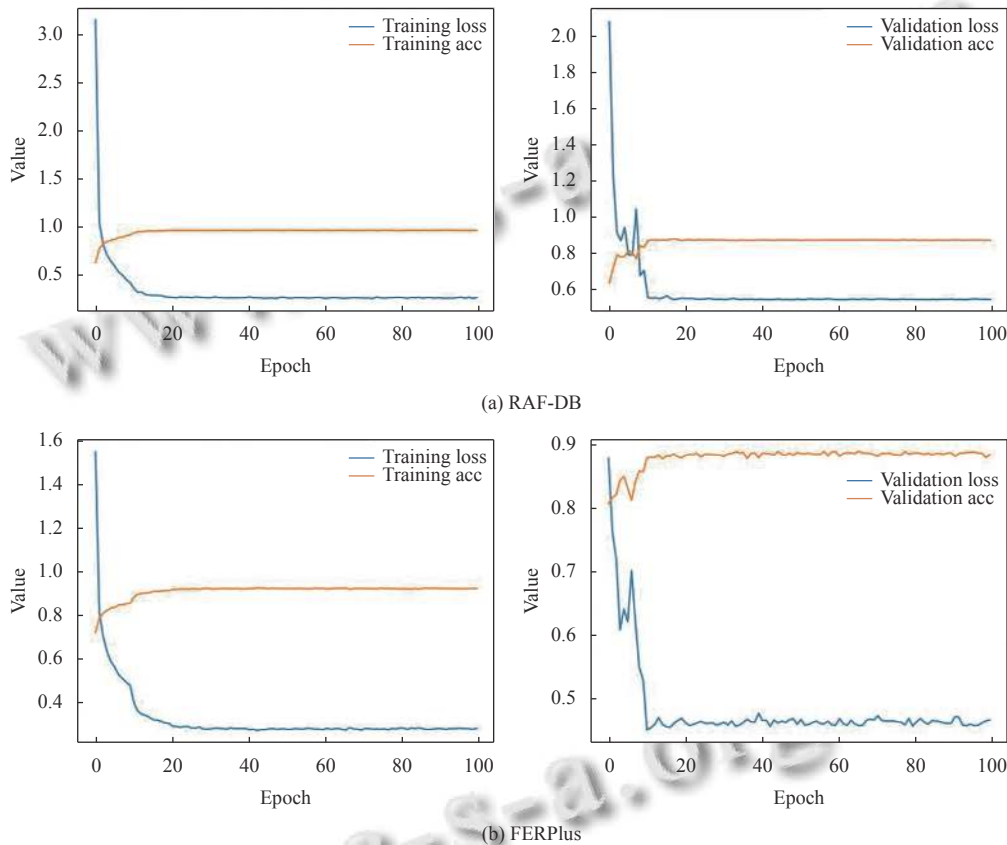 3.0
2.5
2.0
1.5
1.0
0.5
Value
Training loss
Training acc
0 20 40 60 80 100
Epoch
2.0
1.8
1.6
1.4
1.2
1.0
0.8
0.6
Value
Validation loss
Validation acc
0 20 40 60 80 100
Epoch
(a) RAF-DB
1.6
1.4
1.2
1.0
0.8
0.6
0.4
Value
Training loss
Training acc
0 20 40 60 80 100
Epoch
0.9
0.8
0.7
0.6
0.5
Value
Validation loss
Validation acc
0 20 40 60 80 100
Epoch
(b) FERPlus